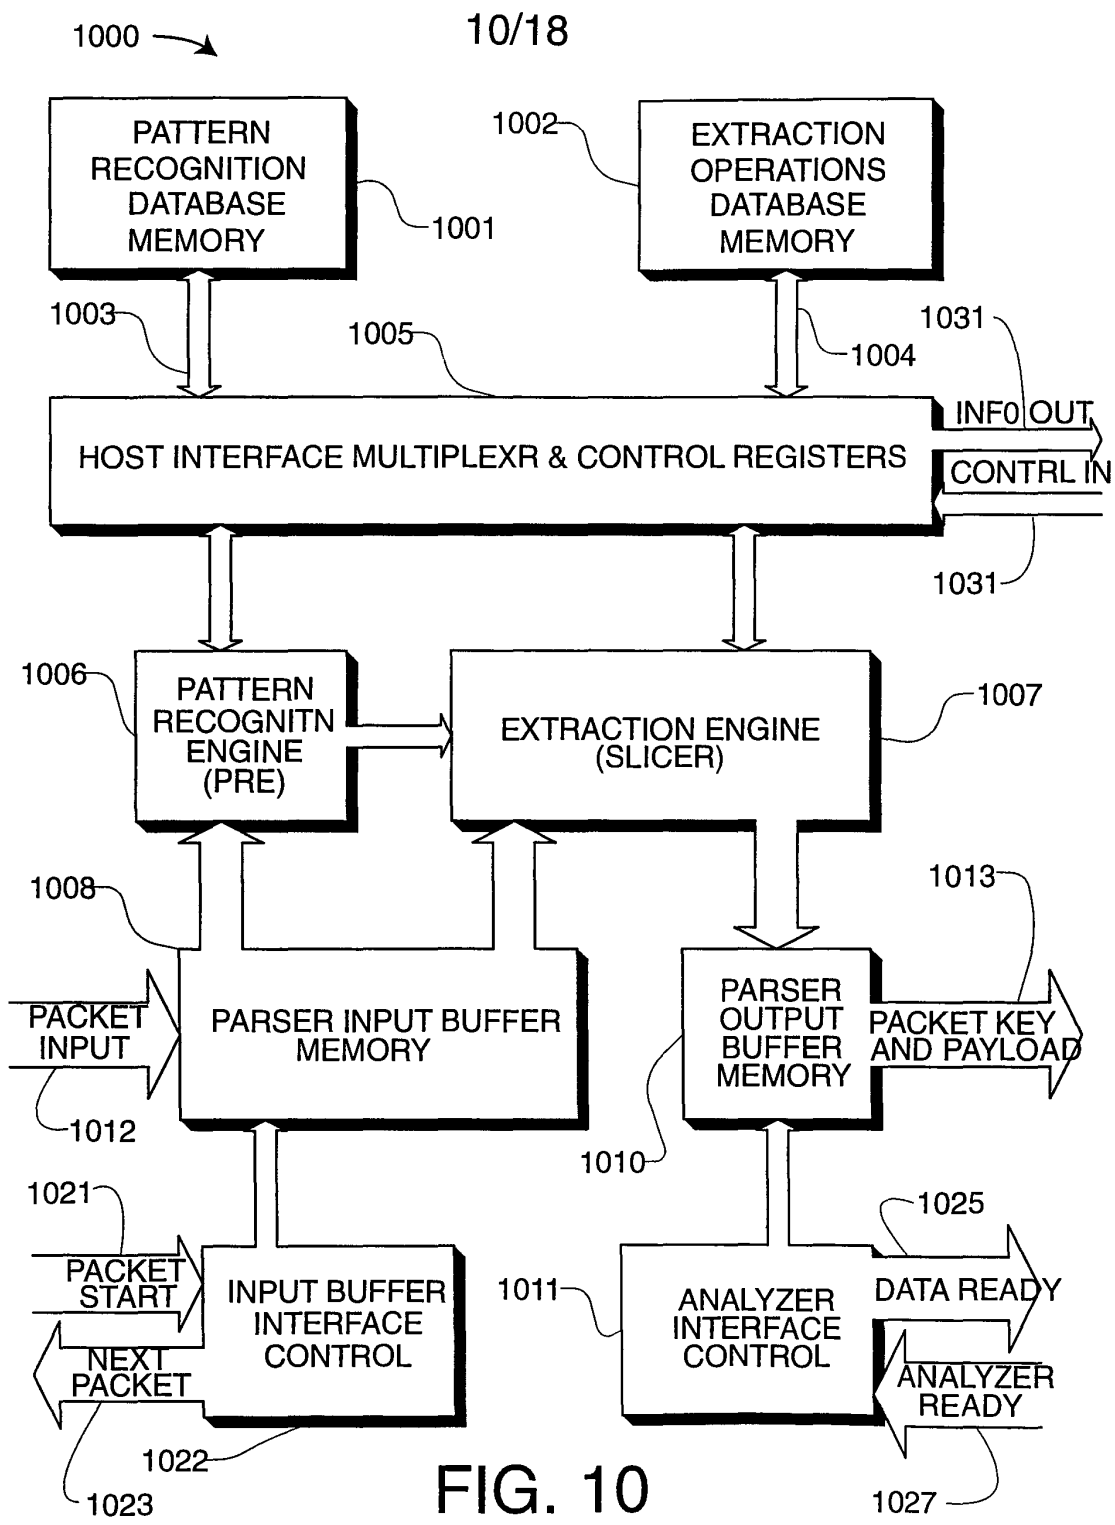 1000
10/18
PATTERN
RECOGNITION
DATABASE
MEMORY
1001
1002
EXTRACTION
OPERATIONS
DATABASE
MEMORY
1003
1005
1004
1031
HOST INTERFACE MULTIPLEXR & CONTROL REGISTERS
INFO OUT
CONTRL IN
1031
1006
PATTERN
RECOGNITN
ENGINE
(PRE)
EXTRACTION ENGINE
(SLICER)
1007
1008
1013
PACKET
INPUT
PARSER INPUT BUFFER
MEMORY
PARSER
OUTPUT
BUFFER
MEMORY
PACKET KEY
AND PAYLOAD
1012
1010
1021
1025
PACKET
START
INPUT BUFFER
INTERFACE
CONTROL
NEXT
PACKET
1011
ANALYZER
INTERFACE
CONTROL
DATA READY
ANALYZER
READY
1022
1023
1027
FIG. 10